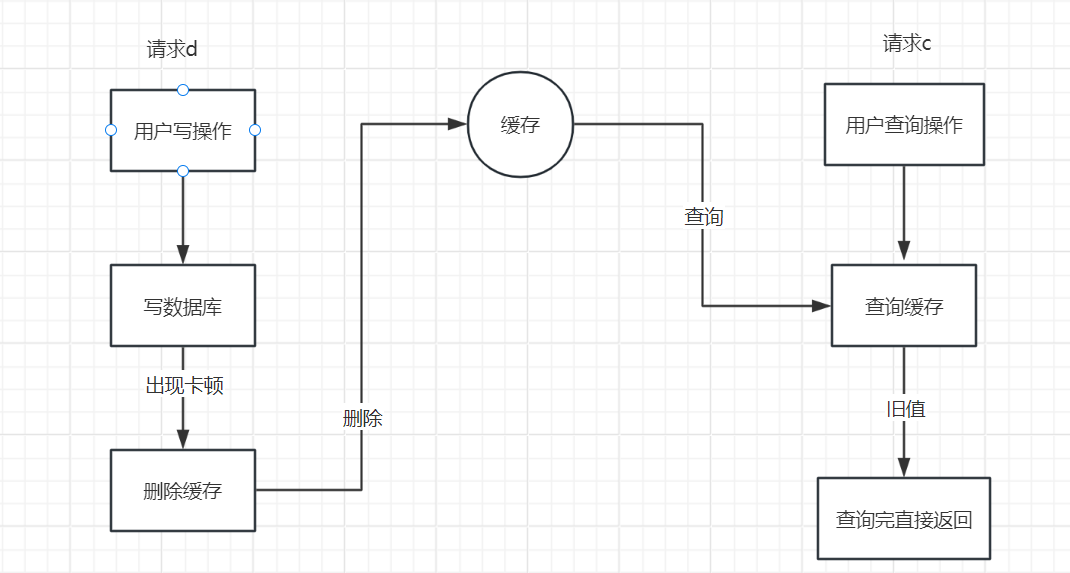 请求d
用户写操作
写数据库
出现卡顿
删除缓存
删除
缓存
查询
请求c
用户查询操作
查询缓存
旧值
查询完直接返回